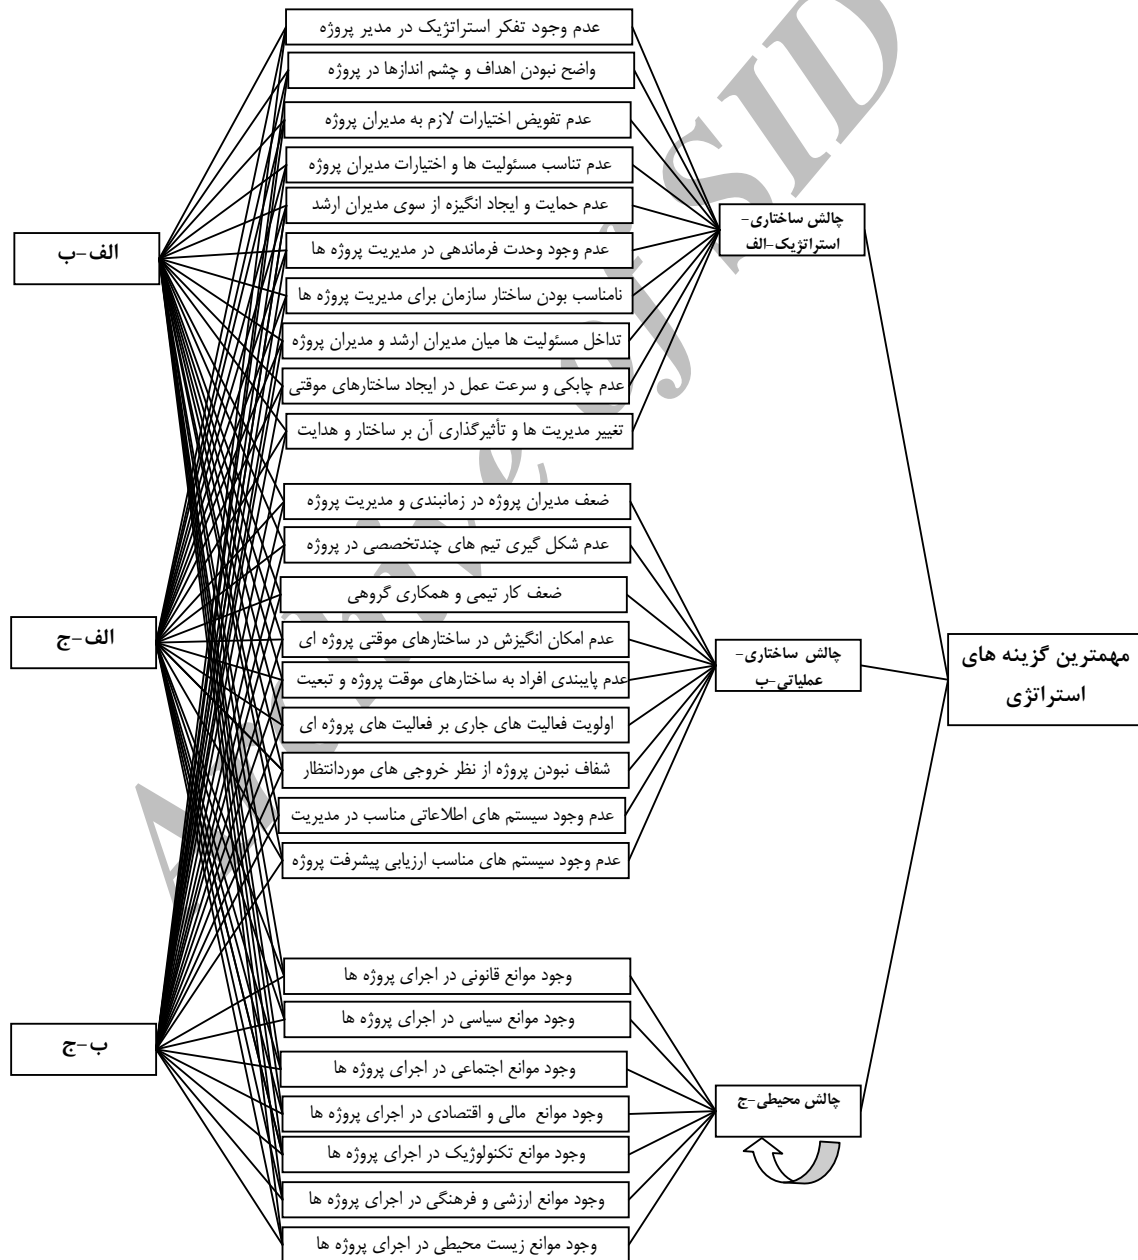 مهمترین گزینه های
استراتژی
چالش ساختاری-
استراتژیک-الف
عدم وجود تفکر استراتژیک در مدیر پروژه
واضح نبودن اهداف و چشم اندازها در پروژه
عدم تفویض اختیارات لازم به مدیران پروژه
عدم تناسب مسئولیت ها و اختیارات مدیران پروژه
عدم حمایت و ایجاد انگیزه از سوی مدیران ارشد
عدم وجود وحدت فرماندهی در مدیریت پروژه ها
نامناسب بودن ساختار سازمان برای مدیریت پروژه ها
تداخل مسئولیت ها میان مدیران ارشد و مدیران پروژه
عدم چابکی و سرعت عمل در ایجاد ساختارهای موقتی
تغییر مدیریت ها و تأثیرگذاری آن بر ساختار و هدایت
چالش ساختاری-
عملیاتی-ب
ضعف مدیران پروژه در زمانبندی و مدیریت پروژه
عدم شکل گیری تیم های چندتخصصی در پروژه
ضعف کار تیمی و همکاری گروهی
عدم امکان انگیزش در ساختارهای موقتی پروژه ای
عدم پایبندی افراد به ساختارهای موقت پروژه و تبعیت
اولویت فعالیت های جاری بر فعالیت های پروژه ای
شفاف نبودن پروژه از نظر خروجی های موردانتظار
عدم وجود سیستم های اطلاعاتی مناسب در مدیریت
عدم وجود سیستم های مناسب ارزیابی پیشرفت پروژه
چالش محیطی-ج
وجود موانع قانونی در اجرای پروژه ها
وجود موانع سیاسی در اجرای پروژه ها
وجود موانع اجتماعی در اجرای پروژه ها
وجود موانع مالی و اقتصادی در اجرای پروژه ها
وجود موانع تکنولوژیک در اجرای پروژه ها
وجود موانع ارزشی و فرهنگی در اجرای پروژه ها
وجود موانع زیست محیطی در اجرای پروژه ها
الف-ب
الف-ج
ب-ج
Archive of SID